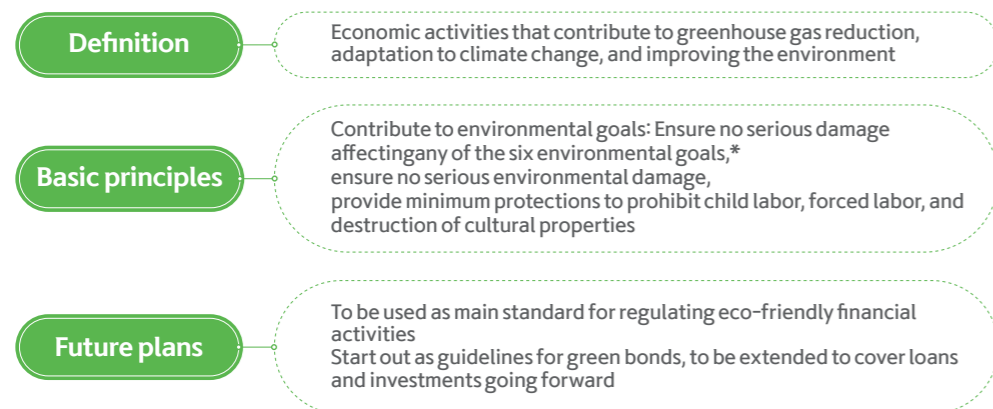 Definition
Economic activities that contribute to greenhouse gas reduction,
adaptation to climate change, and improving the environment
Basic principles
Contribute to environmental goals: Ensure no serious damage
affectingany of the six environmental goals,*
ensure no serious environmental damage,
provide minimum protections to prohibit child labor, forced labor, and
destruction of cultural properties
Future plans
To be used as main standard for regulating eco-friendly financial
activities
Start out as guidelines for green bonds, to be extended to cover loans
and investments going forward